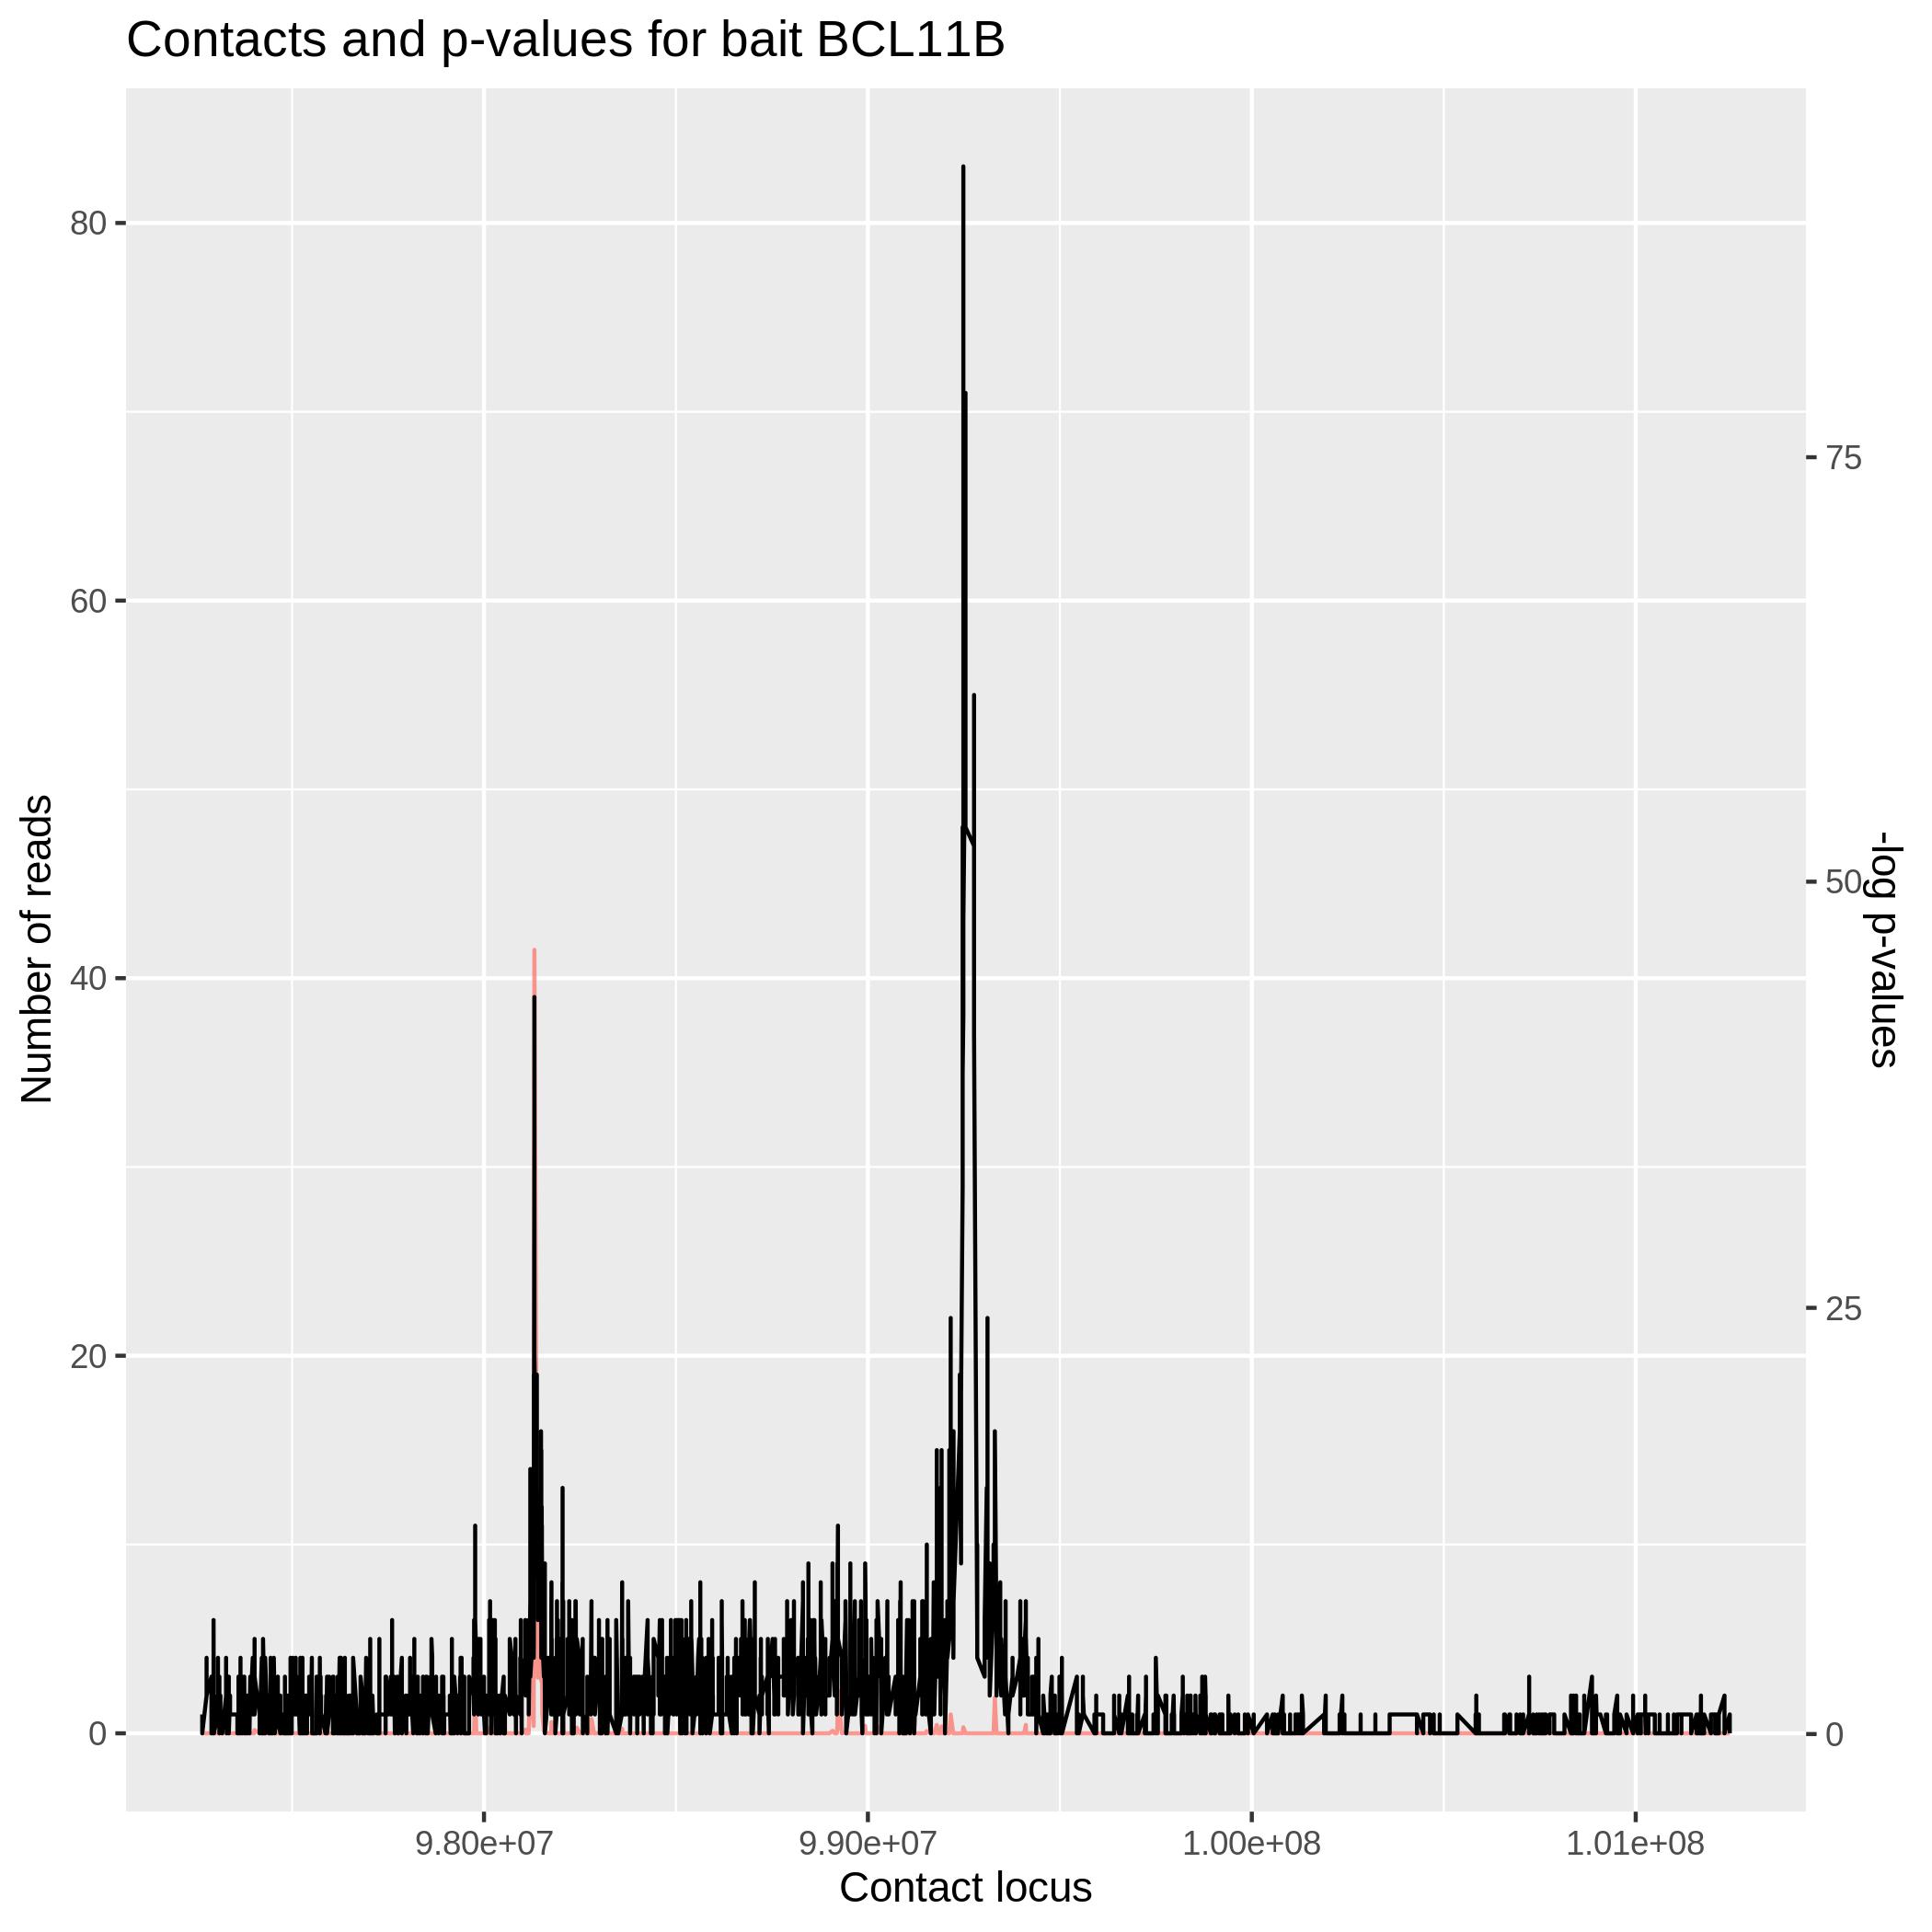 Contacts and p-values for bait BCL11B
Number of reads
80
60
40
20
0
75
50
25
0
-log p-values
9.80e+07
9.90e+07
1.00e+08
1.01e+08
Contact locus